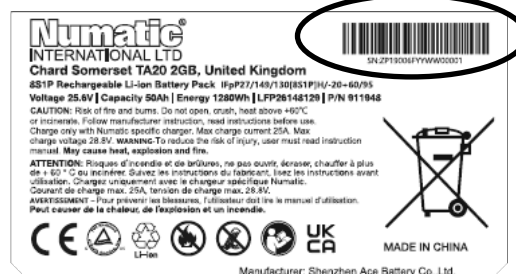 Numatic
INTERNATIONAL LTD
SN:ZP19006FYYWW00001
Chard Somerset TA20 2GB, United Kingdom
8S1P Rechargeable Li-ion Battery Pack IFpP27/149/130[8S1P]H/-20+60/95
Voltage 25.6V | Capacity 50Ah | Energy 1280Wh | LFP26148129 | P/N 911948
CAUTION: Risk of fire and burns. Do not open, crush, heat above +60°C
or incinerate. Follow manufacturer instruction, read instructions before use.
Charge only with Numatic specific charger. Max charge current 25A. Max
charge voltage 28.8V. WARNING-To reduce the risk of injury, user must read instruction
manual. May cause heat, explosion and fire.
ATTENTION: Risques d'incendie et de brûlures, ne pas ouvrir, écraser, chauffer à plus
de + 60 ° C ou incinérer. Suivez les instructions du fabricant, lisez les instructions avant
utilisation. Chargez uniquement avec le chargeur spécifique Numatic.
Courant de charge max. 25A, tension de charge max. 28.8V.
AVERTISSEMENT – Pour prévenir les blessures, l'utilisateur doit lire le manuel d'utilisation.
Peut causer de la chaleur, de l'explosion et un incendie.
CE
Li-ion
UK
CA
MADE IN CHINA
Manufacturer: Shenzhen Ace Battery Co. Ltd.